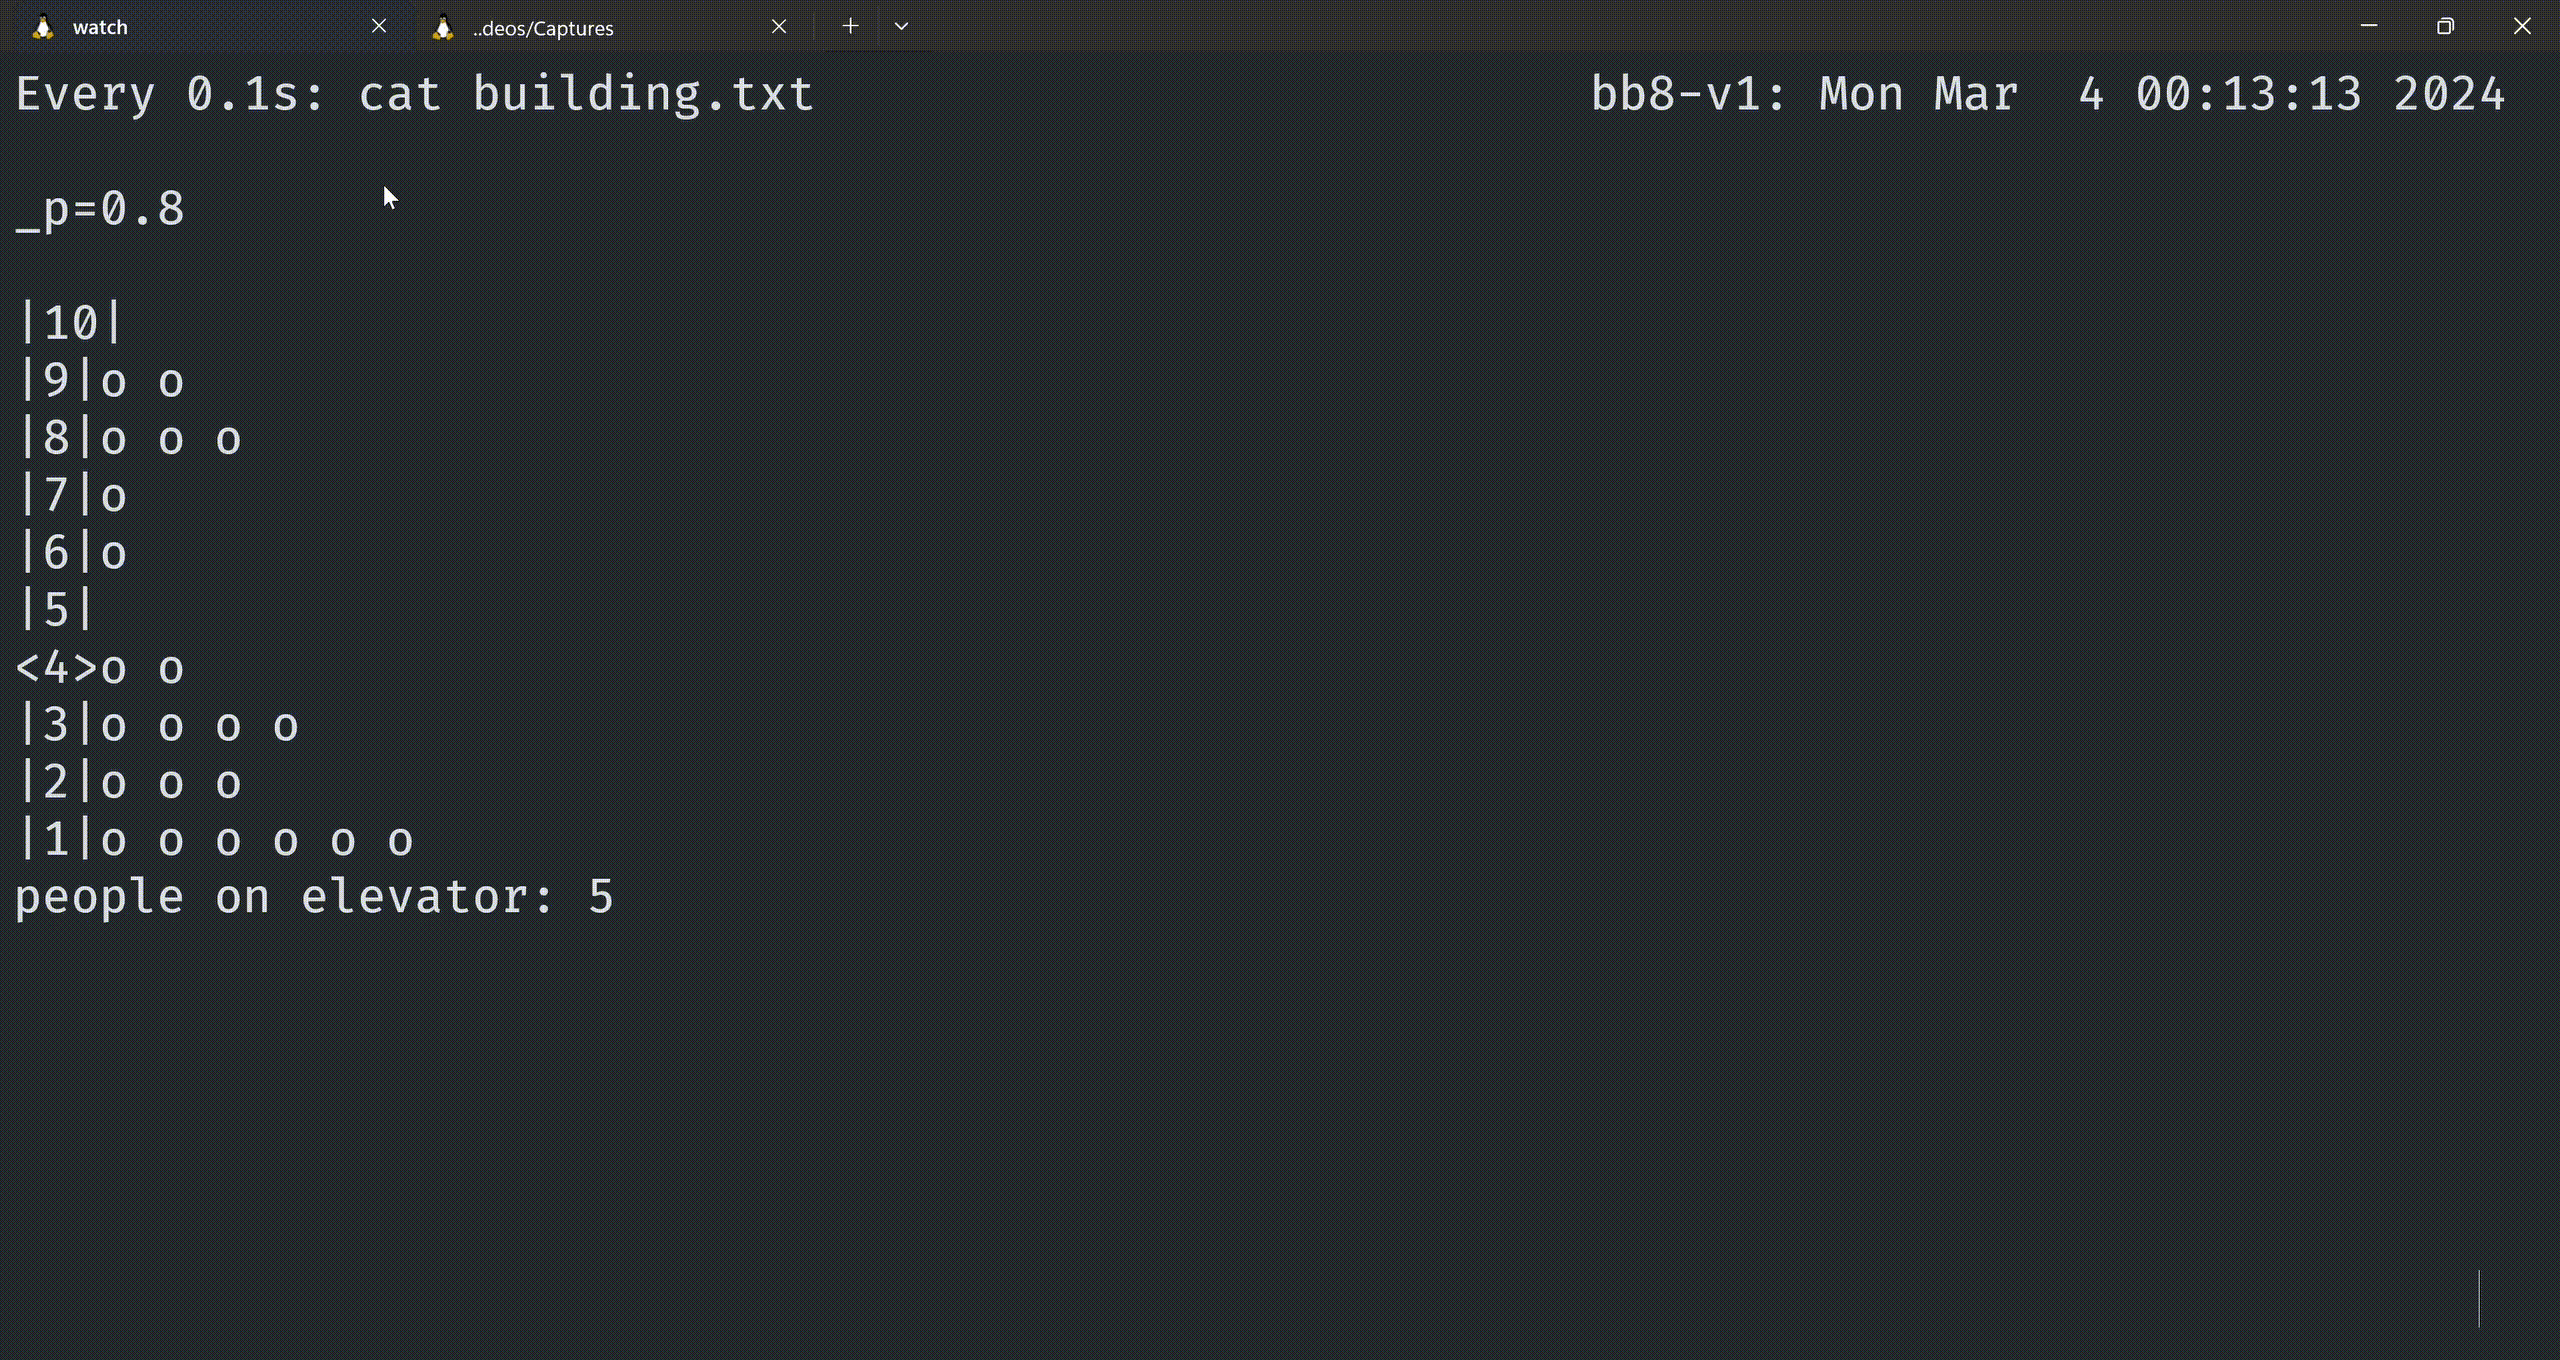 watch ..deos/Captures
Every 0.1s: cat building.txt bb8-v1: Mon Mar  4 00:13:13 2024
_p=0.8
|10|
|9|o o
|8|o o o
|7|o
|6|o
|5|
<4>o o
|3|o o o o
|2|o o o
|1|o o o o o o
people on elevator: 5